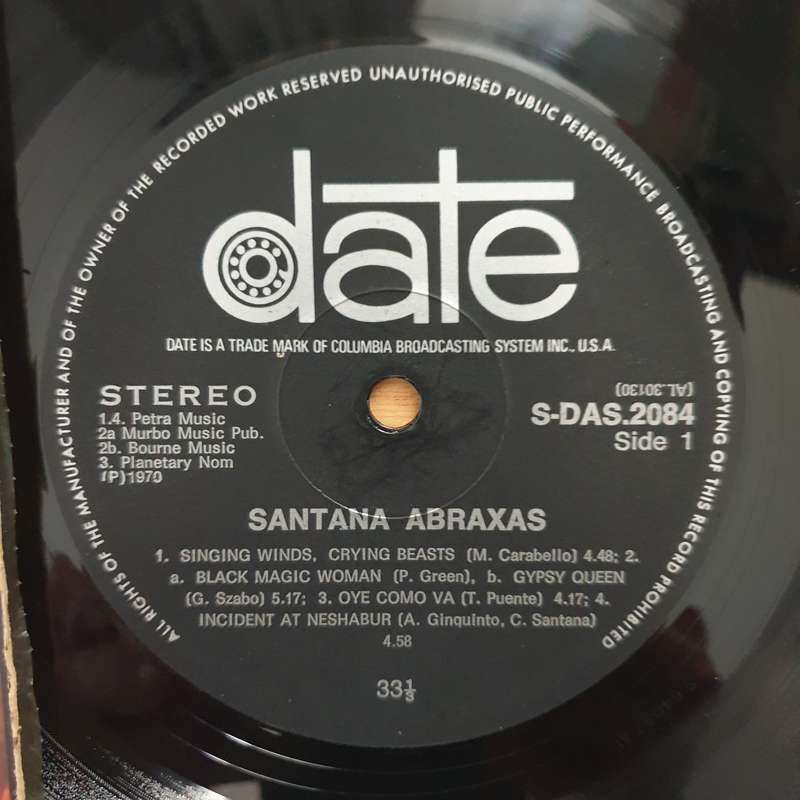 ALL RIGHTS OF THE MANUFACTURER AND OF THE OWNER OF THE RECORDED WORK RESERVED UNAUTHORISED PUBLIC PERFORMANCE BROADCASTING AND COPYING OF THIS RECORD PROHIBITED
date
DATE IS A TRADE MARK OF COLUMBIA BROADCASTING SYSTEM INC., U.S.A.
STEREO
1.4. Petra Music
2a Murbo Music Pub.
2b. Bourne Music
3. Planetary Nom
(P)1970
(AL.30130)
S-DAS.2084
Side 1
SANTANA ABRAXAS
1. SINGING WINDS, CRYING BEASTS (M. Carabello) 4.48; 2.
a. BLACK MAGIC WOMAN (P. Green), b. GYPSY QUEEN
(G. Szabo) 5.17; 3. OYE COMO VA (T. Puente) 4.17; 4.
INCIDENT AT NESHABUR (A. Ginquinto, C. Santana)
4.58
33⅓